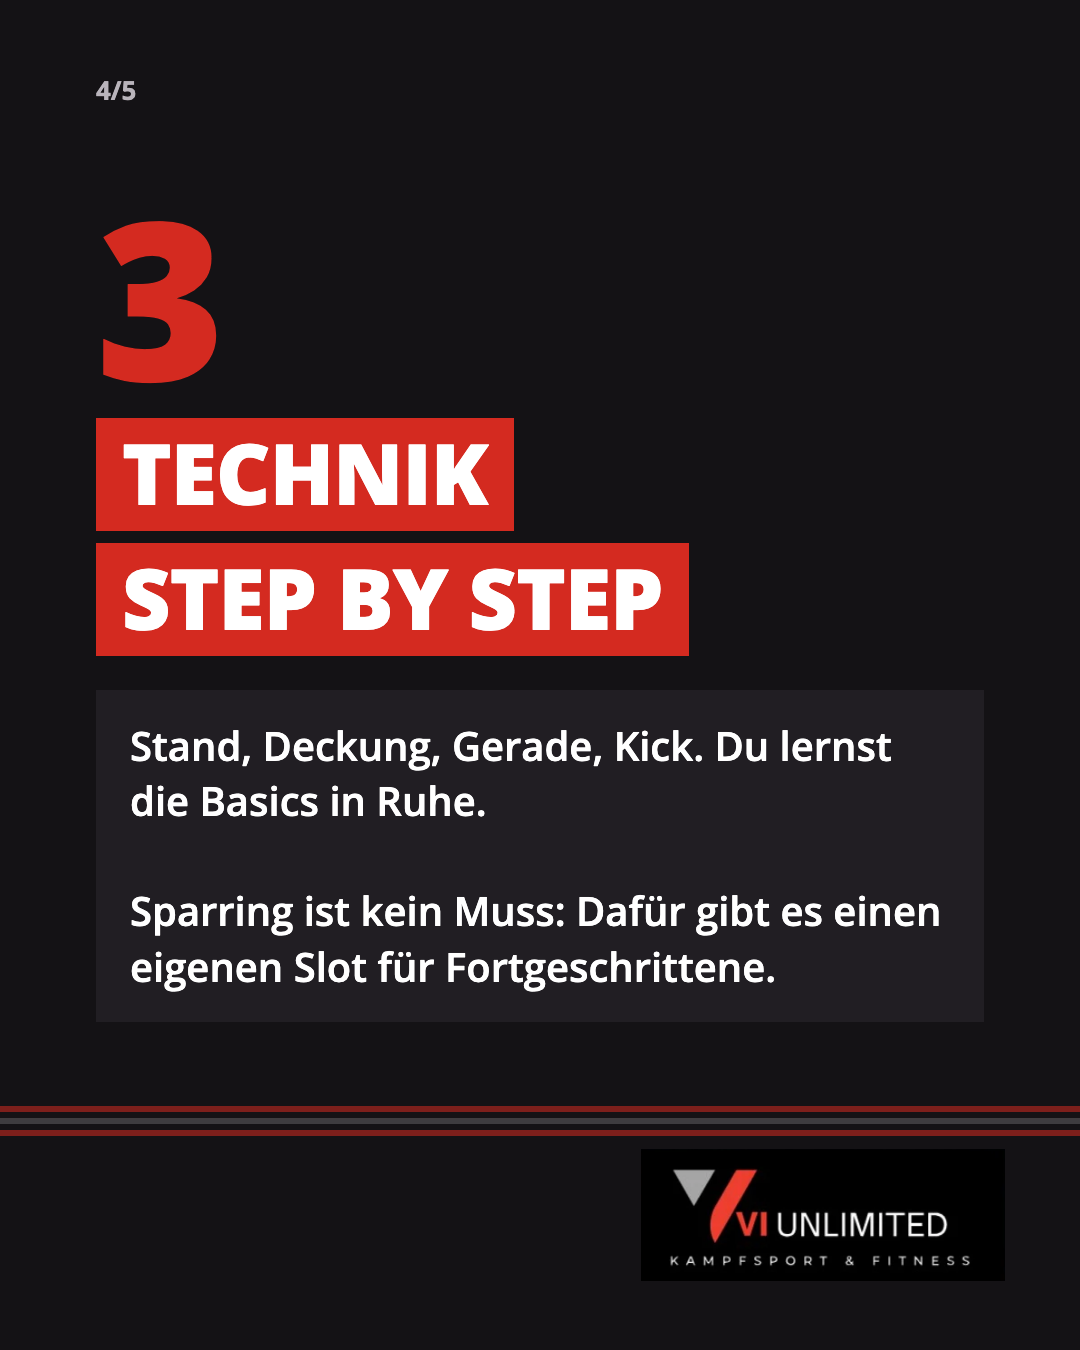 4/5
3
TECHNIK
STEP BY STEP
Stand, Deckung, Gerade, Kick. Du lernst
die Basics in Ruhe.
Sparring ist kein Muss: Dafür gibt es einen
eigenen Slot für Fortgeschrittene.
VI UNLIMITED
KAMPFSPORT & FITNESS